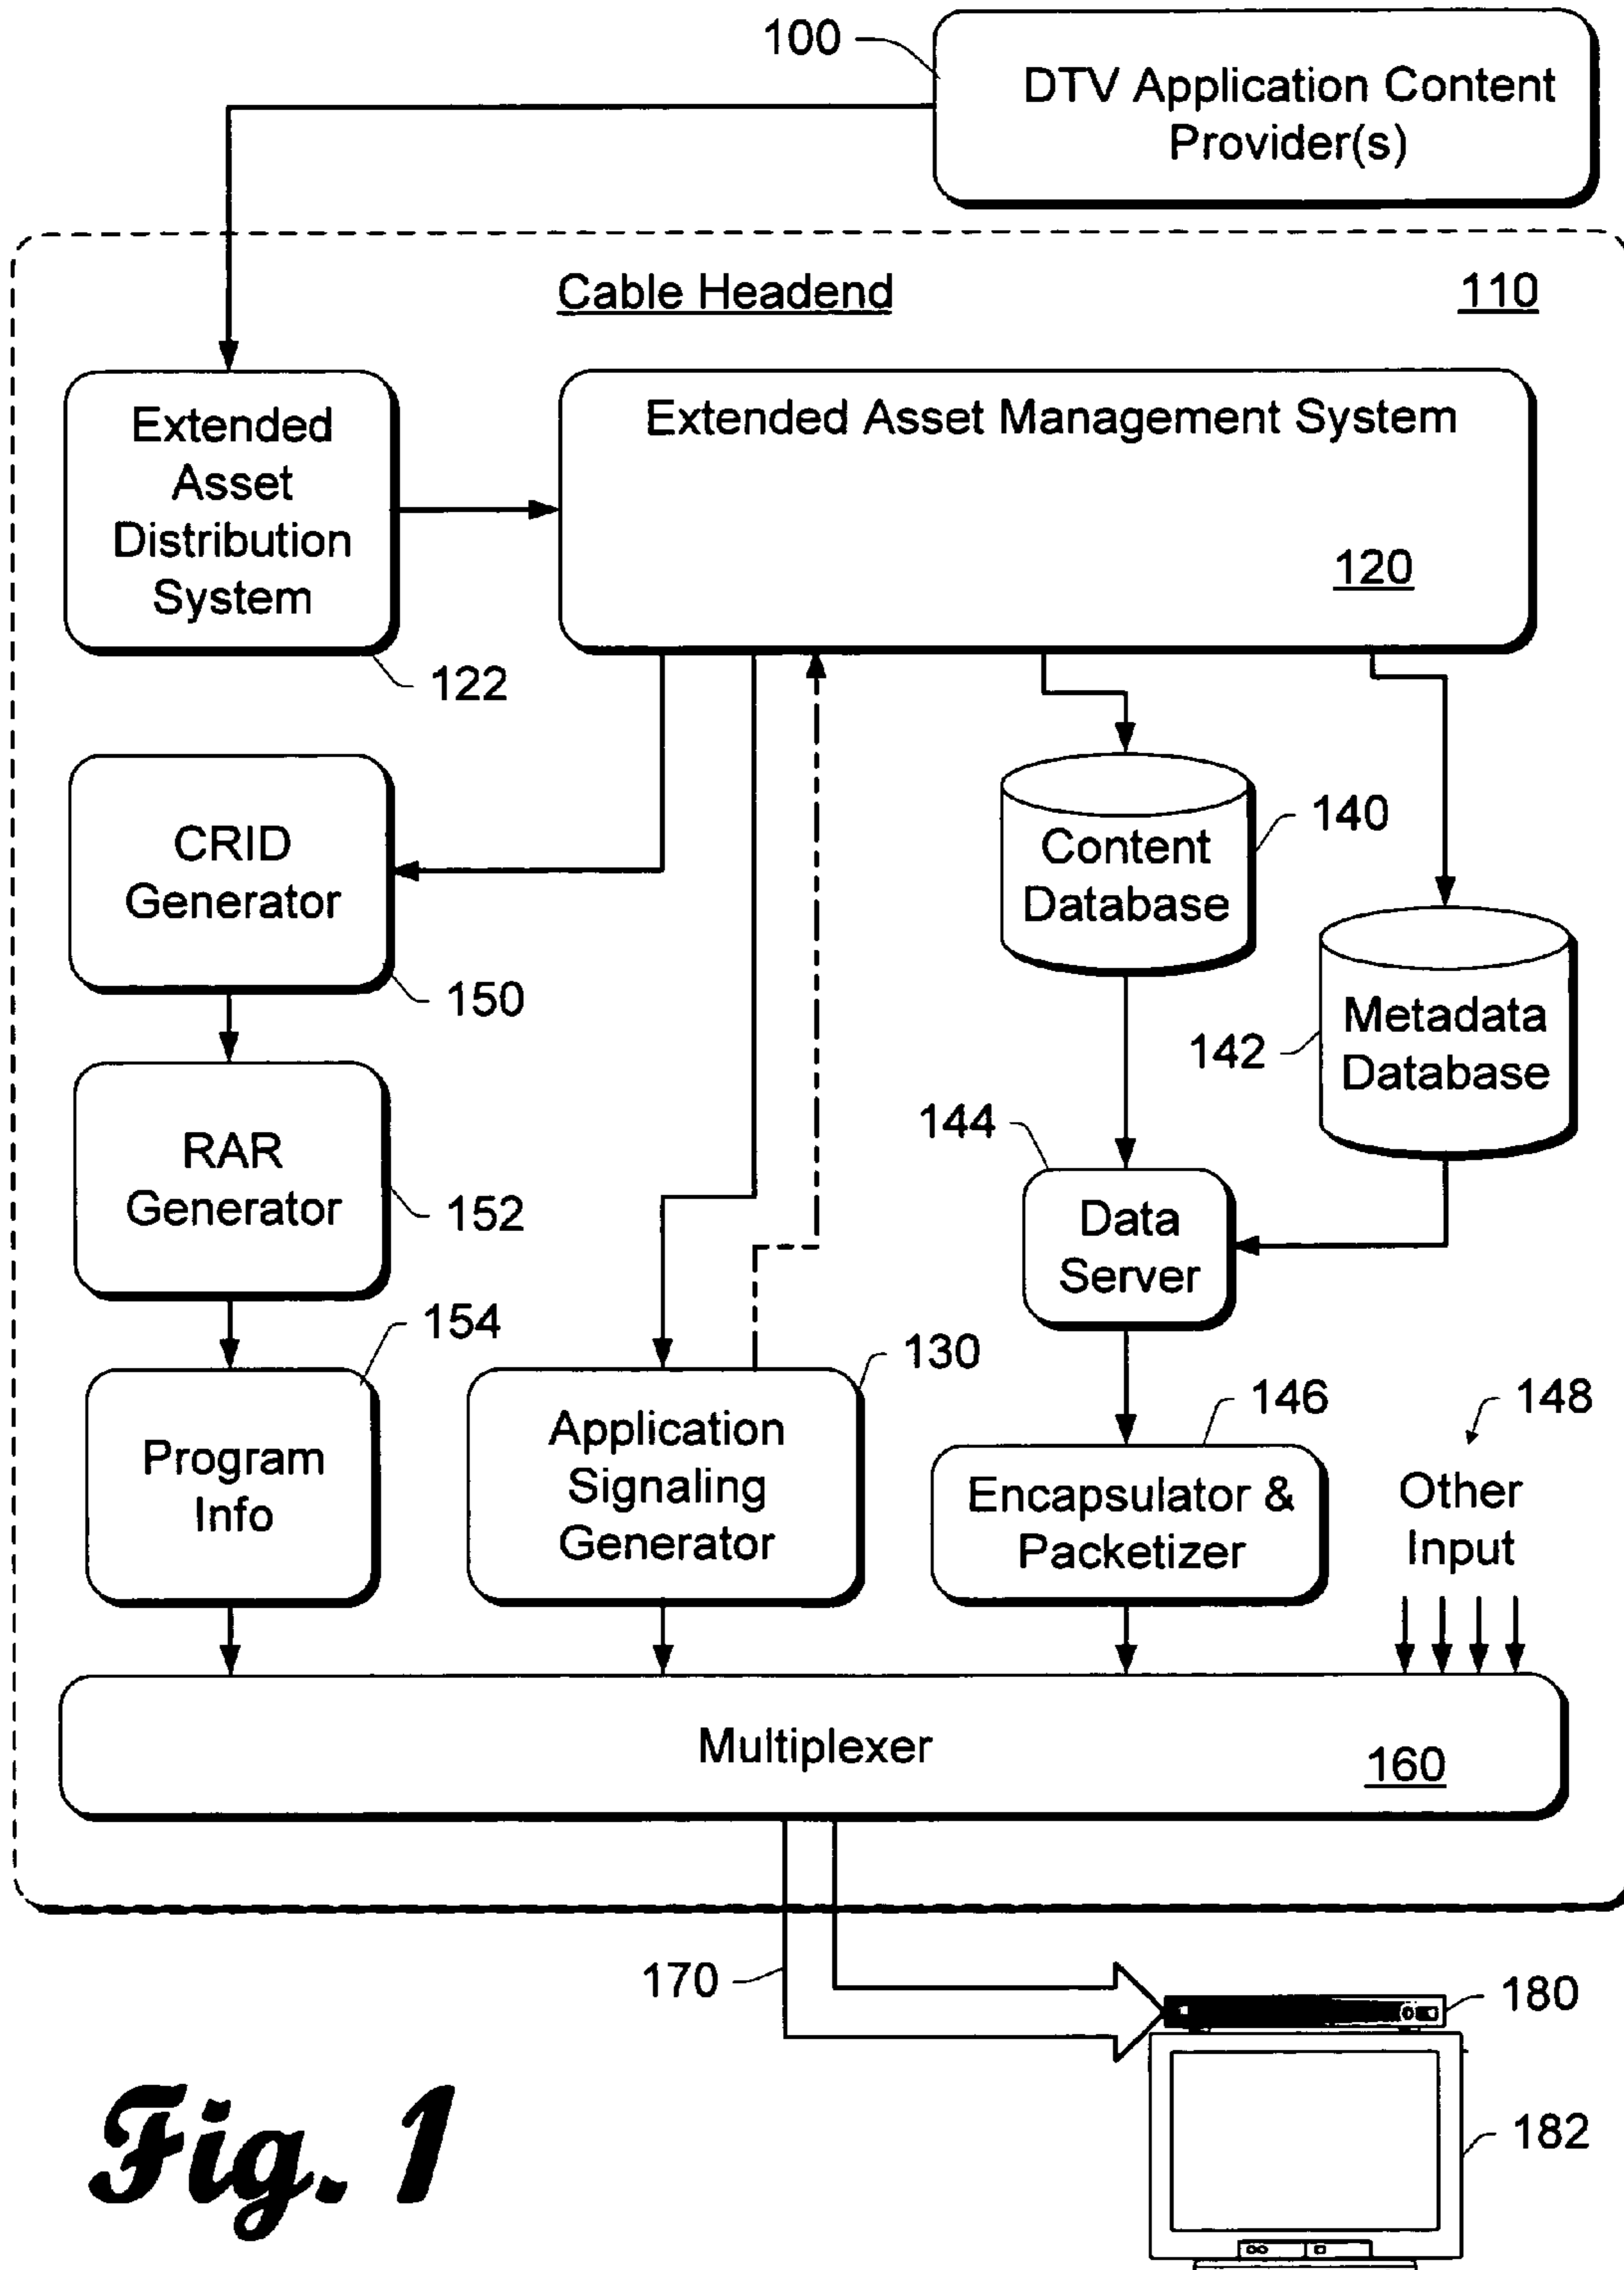 100
DTV Application Content
Provider(s)
Cable Headend
110
Extended
Asset
Distribution
System
122
Extended Asset Management System
120
CRID
Generator
150
Content
Database
140
Metadata
Database
142
RAR
Generator
152
144
Data
Server
154
Program
Info
130
Application
Signaling
Generator
146
Encapsulator &
Packetizer
148
Other
Input
Multiplexer
160
170
180
182
Fig. 1